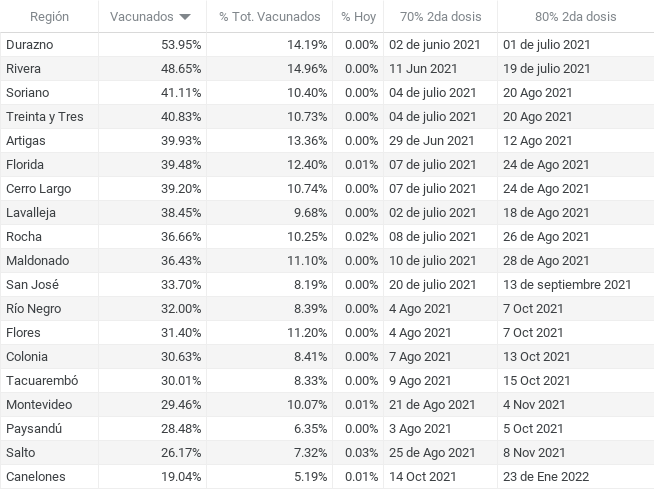 Región Vacunados % Tot. Vacunados % Hoy 70% 2da dosis 80% 2da dosis
Durazno 53.95% 14.19% 0.00% 02 de junio 2021 01 de julio 2021
Rivera 48.65% 14.96% 0.00% 11 Jun 2021 19 de julio 2021
Soriano 41.11% 10.40% 0.00% 04 de julio 2021 20 Ago 2021
Treinta y Tres 40.83% 10.73% 0.00% 04 de julio 2021 20 Ago 2021
Artigas 39.93% 13.36% 0.00% 29 de Jun 2021 12 Ago 2021
Florida 39.48% 12.40% 0.01% 07 de julio 2021 24 de Ago 2021
Cerro Largo 39.20% 10.74% 0.00% 07 de julio 2021 24 de Ago 2021
Lavalleja 38.45% 9.68% 0.00% 02 de julio 2021 18 de Ago 2021
Rocha 36.66% 10.25% 0.02% 08 de julio 2021 26 de Ago 2021
Maldonado 36.43% 11.10% 0.00% 10 de julio 2021 28 de Ago 2021
San José 33.70% 8.19% 0.00% 20 de julio 2021 13 de septiembre 2021
Río Negro 32.00% 8.39% 0.00% 4 Ago 2021 7 Oct 2021
Flores 31.40% 11.20% 0.00% 4 Ago 2021 7 Oct 2021
Colonia 30.63% 8.41% 0.00% 7 Ago 2021 13 Oct 2021
Tacuarembó 30.01% 8.33% 0.00% 9 Ago 2021 15 Oct 2021
Montevideo 29.46% 10.07% 0.01% 21 de Ago 2021 4 Nov 2021
Paysandú 28.48% 6.35% 0.00% 3 Ago 2021 5 Oct 2021
Salto 26.17% 7.32% 0.03% 25 de Ago 2021 8 Nov 2021
Canelones 19.04% 5.19% 0.01% 14 Oct 2021 23 de Ene 2022